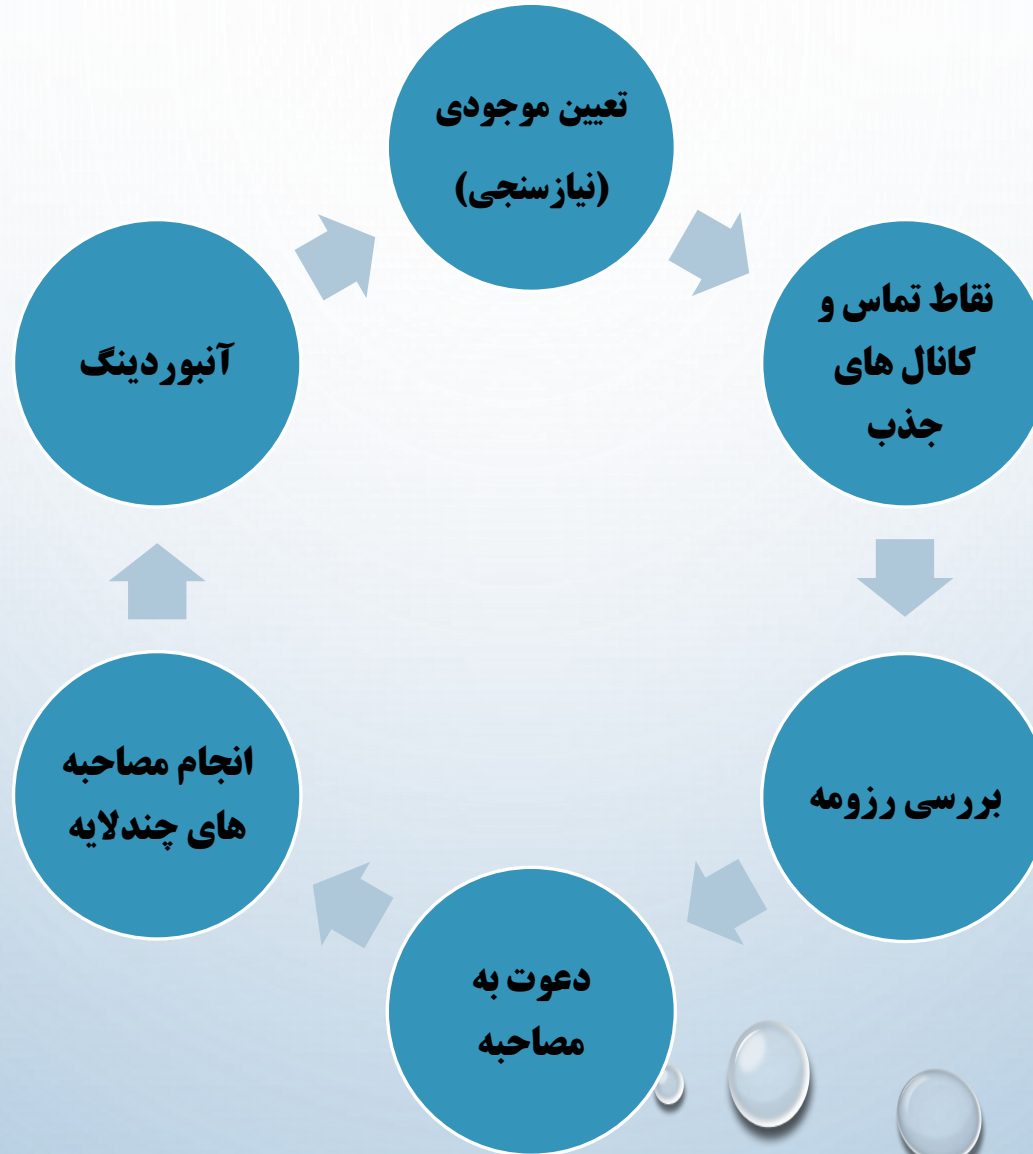 تعیین موجودی
(نیازسنجی)
نقاط تماس و
کانال های
جذب
بررسی رزومه
دعوت به
مصاحبه
انجام مصاحبه
های چندلایه
آنبوردینگ